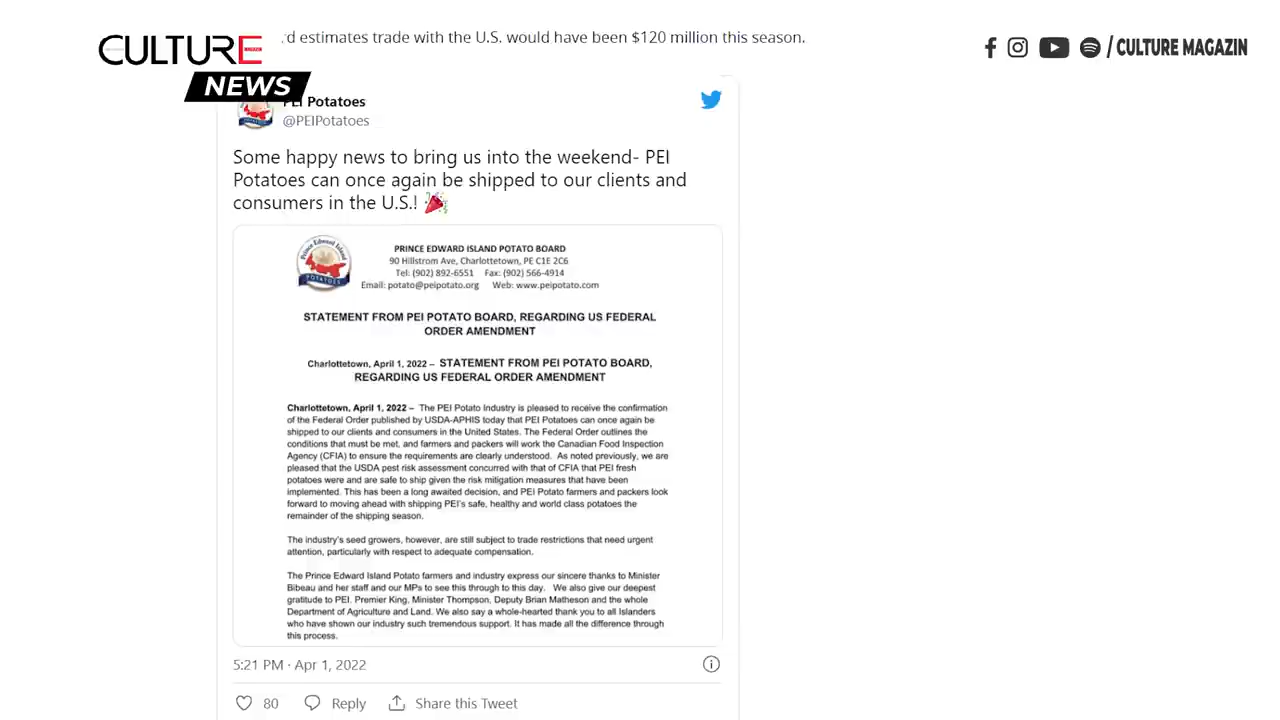 CULTURE
NEWS
rd estimates trade with the U.S. would have been $120 million this season.
/ CULTURE MAGAZIN
PEI Potatoes
@PEIPotatoes
Some happy news to bring us into the weekend- PEI
Potatoes can once again be shipped to our clients and
consumers in the U.S.! 🎉
Prince Edward Island
POTATOES
PRINCE EDWARD ISLAND POTATO BOARD
90 Hillstrom Ave, Charlottetown, PE C1E 2C6
Tel: (902) 892-6551 Fax: (902) 566-4914
Email: potato@peipotato.org Web: www.peipotato.com
STATEMENT FROM PEI POTATO BOARD, REGARDING US FEDERAL
ORDER AMENDMENT
Charlottetown, April 1, 2022 – STATEMENT FROM PEI POTATO BOARD,
REGARDING US FEDERAL ORDER AMENDMENT
Charlottetown, April 1, 2022 – The PEI Potato Industry is pleased to receive the confirmation
of the Federal Order published by USDA-APHIS today that PEI Potatoes can once again be
shipped to our clients and consumers in the United States. The Federal Order outlines the
conditions that must be met, and farmers and packers will work the Canadian Food Inspection
Agency (CFIA) to ensure the requirements are clearly understood. As noted previously, we are
pleased that the USDA pest risk assessment concurred with that of CFIA that PEI fresh
potatoes were and are safe to ship given the risk mitigation measures that have been
implemented. This has been a long awaited decision, and PEI Potato farmers and packers look
forward to moving ahead with shipping PEI's safe, healthy and world class potatoes the
remainder of the shipping season.
The industry's seed growers, however, are still subject to trade restrictions that need urgent
attention, particularly with respect to adequate compensation.
The Prince Edward Island Potato farmers and industry express our sincere thanks to Minister
Bibeau and her staff and our MPs to see this through to this day. We also give our deepest
gratitude to PEI, Premier King, Minister Thompson, Deputy Brian Matheson and the whole
Department of Agriculture and Land. We also say a whole-hearted thank you to all Islanders
who have shown our industry such tremendous support. It has made all the difference through
this process.
5:21 PM · Apr 1, 2022
80 Reply Share this Tweet